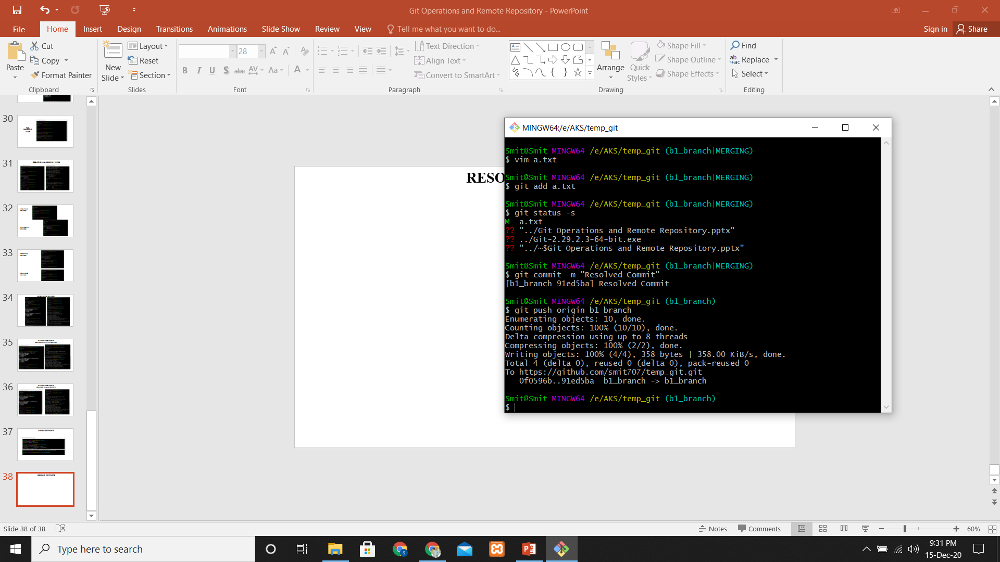 Git Operations and Remote Repository - PowerPoint
File
Home
Insert
Design
Transitions
Animations
Slide Show
Review
View
Tell me what you want to do...
Sign in
Share
Paste
Cut
Copy
Format Painter
Clipboard
New Slide
Layout
Reset
Section
Slides
28
B I U S abc AV Aa A
Font
Text Direction
Align Text
Convert to SmartArt
Paragraph
Arrange
Quick Styles
Shape Fill
Shape Outline
Shape Effects
Drawing
Find
Replace
Select
Editing
30
31
32
33
34
35
36
37
38
RESO
MINGW64:/e/AKS/temp_git
Smit@Smit MINGW64 /e/AKS/temp_git (b1_branch|MERGING)
$ vim a.txt
Smit@Smit MINGW64 /e/AKS/temp_git (b1_branch|MERGING)
$ git add a.txt
Smit@Smit MINGW64 /e/AKS/temp_git (b1_branch|MERGING)
$ git status -s
M  a.txt
?? "../Git Operations and Remote Repository.pptx"
?? ../Git-2.29.2.3-64-bit.exe
?? "../~$Git Operations and Remote Repository.pptx"
Smit@Smit MINGW64 /e/AKS/temp_git (b1_branch|MERGING)
$ git commit -m "Resolved Commit"
[b1_branch 91ed5ba] Resolved Commit
Smit@Smit MINGW64 /e/AKS/temp_git (b1_branch)
$ git push origin b1_branch
Enumerating objects: 10, done.
Counting objects: 100% (10/10), done.
Delta compression using up to 8 threads
Compressing objects: 100% (2/2), done.
Writing objects: 100% (4/4), 358 bytes | 358.00 KiB/s, done.
Total 4 (delta 0), reused 0 (delta 0), pack-reused 0
To https://github.com/smit707/temp_git.git
   0f0596b..91ed5ba  b1_branch -> b1_branch
Smit@Smit MINGW64 /e/AKS/temp_git (b1_branch)
$
Slide 38 of 38
Notes
Comments
60%
Type here to search
9:31 PM
15-Dec-20